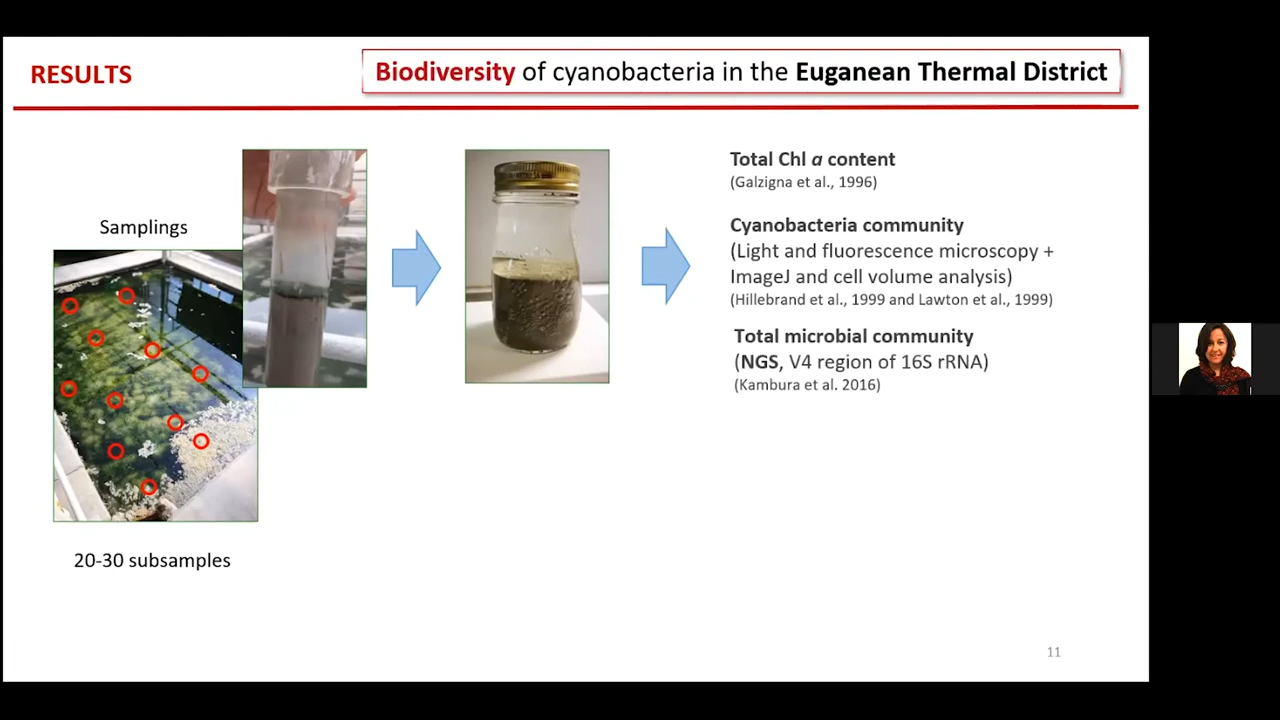 RESULTS
Biodiversity of cyanobacteria in the Euganean Thermal District
Samplings
20-30 subsamples
Total Chl a content
(Galzigna et al., 1996)
Cyanobacteria community
(Light and fluorescence microscopy +
ImageJ and cell volume analysis)
(Hillebrand et al., 1999 and Lawton et al., 1999)
Total microbial community
(NGS, V4 region of 16S rRNA)
(Kambura et al. 2016)
11